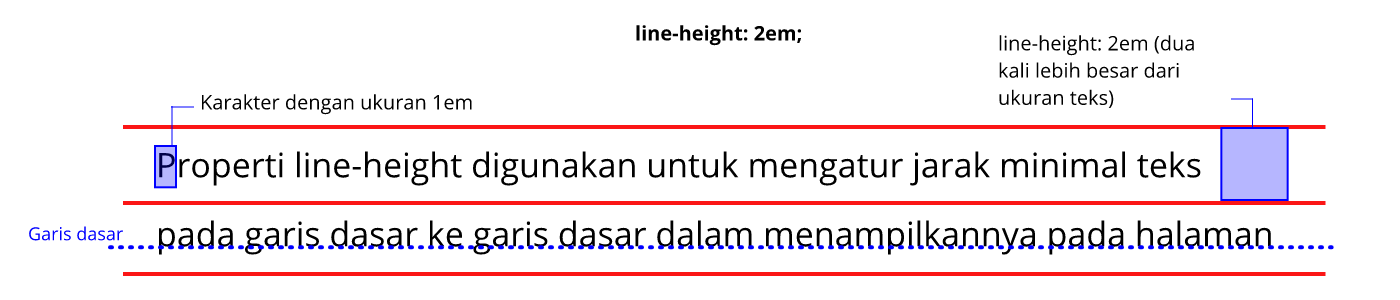 line-height: 2em;
line-height: 2em (dua
kali lebih besar dari
ukuran teks)
Karakter dengan ukuran 1em
Properti line-height digunakan untuk mengatur jarak minimal teks
Garis dasar
pada garis dasar ke garis dasar dalam menampilkannya pada halaman